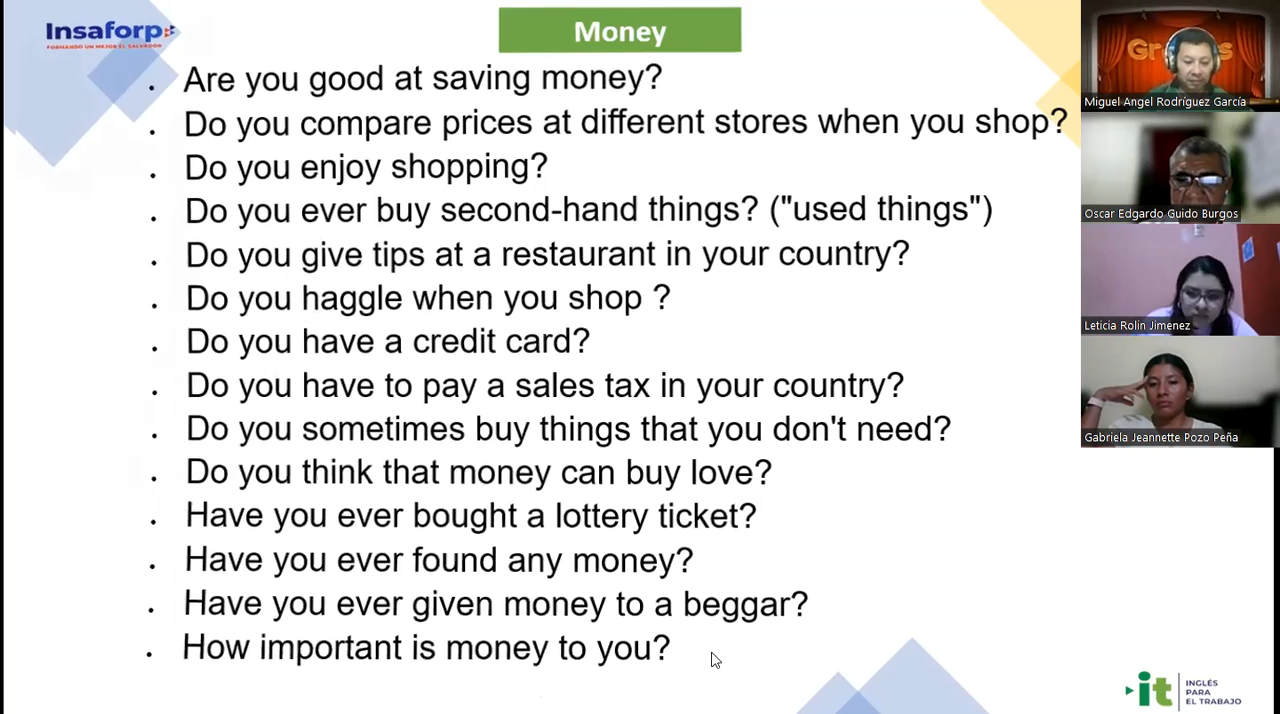 Insaforp
FORMANDO UN MEJOR EL SALVADOR
Money
Are you good at saving money?
Do you compare prices at different stores when you shop?
Do you enjoy shopping?
Do you ever buy second-hand things? ("used things")
Do you give tips at a restaurant in your country?
Do you haggle when you shop ?
Do you have a credit card?
Do you have to pay a sales tax in your country?
Do you sometimes buy things that you don't need?
Do you think that money can buy love?
Have you ever bought a lottery ticket?
Have you ever found any money?
Have you ever given money to a beggar?
How important is money to you?
Miguel Angel Rodríguez García
Oscar Edgardo Guido Burgos
Leticia Rolin Jimenez
Gabriela Jeannette Pozo Peña
it
INGLÉS
PARA
EL TRABAJO